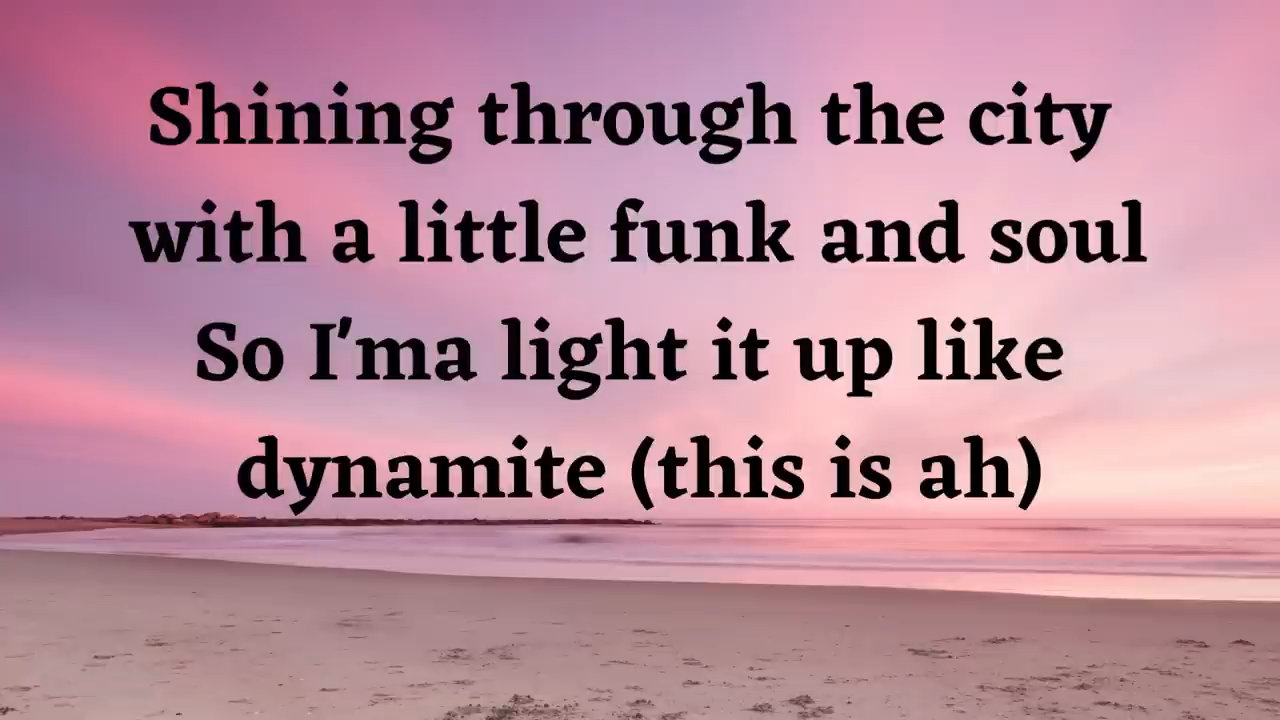 Shining through the city
with a little funk and soul
So I'ma light it up like
dynamite (this is ah)